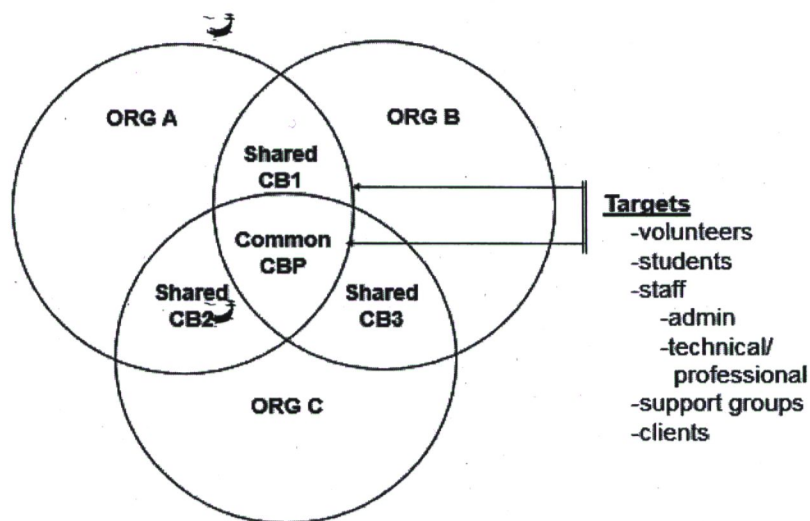 ORG A
ORG B
Shared
CB1
Common
CBP
Shared
CB2
Shared
CB3
ORG C
Targets
-volunteers
-students
-staff
-admin
-technical/
professional
-support groups
-clients